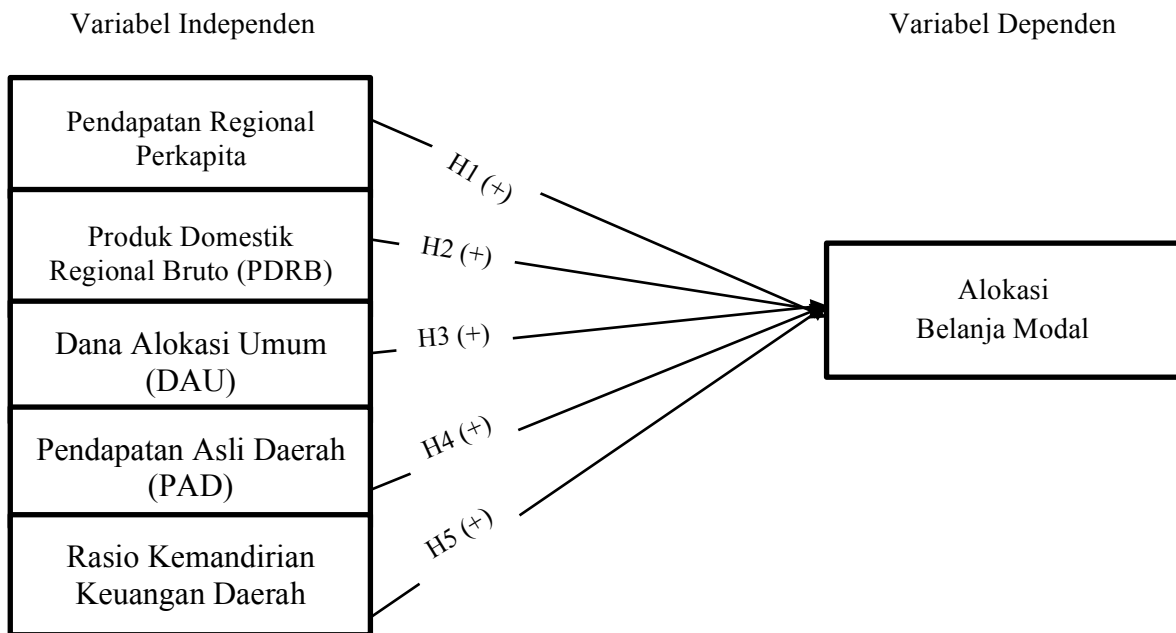 Variabel Independen
Variabel Dependen
Pendapatan Regional
Perkapita
H1 (+)
Produk Domestik
Regional Bruto (PDRB)
H2 (+)
Alokasi
Belanja Modal
Dana Alokasi Umum
(DAU)
H3 (+)
Pendapatan Asli Daerah
(PAD)
H4 (+)
Rasio Kemandirian
Keuangan Daerah
H5 (+)